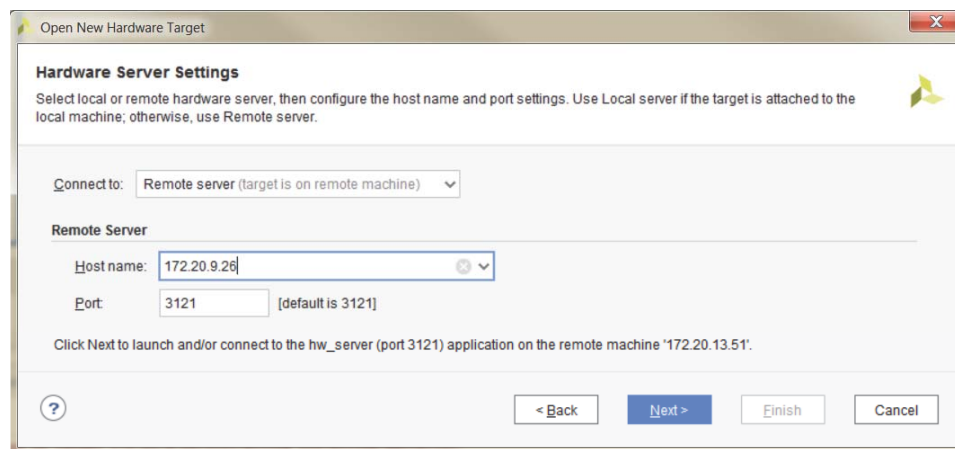 Open New Hardware Target
X
Hardware Server Settings
Select local or remote hardware server, then configure the host name and port settings. Use Local server if the target is attached to the
local machine; otherwise, use Remote server.
Connect to: Remote server (target is on remote machine)
Remote Server
Host name: 172.20.9.26
Port: 3121 [default is 3121]
Click Next to launch and/or connect to the hw_server (port 3121) application on the remote machine '172.20.13.51'.
? < Back Next > Finish Cancel